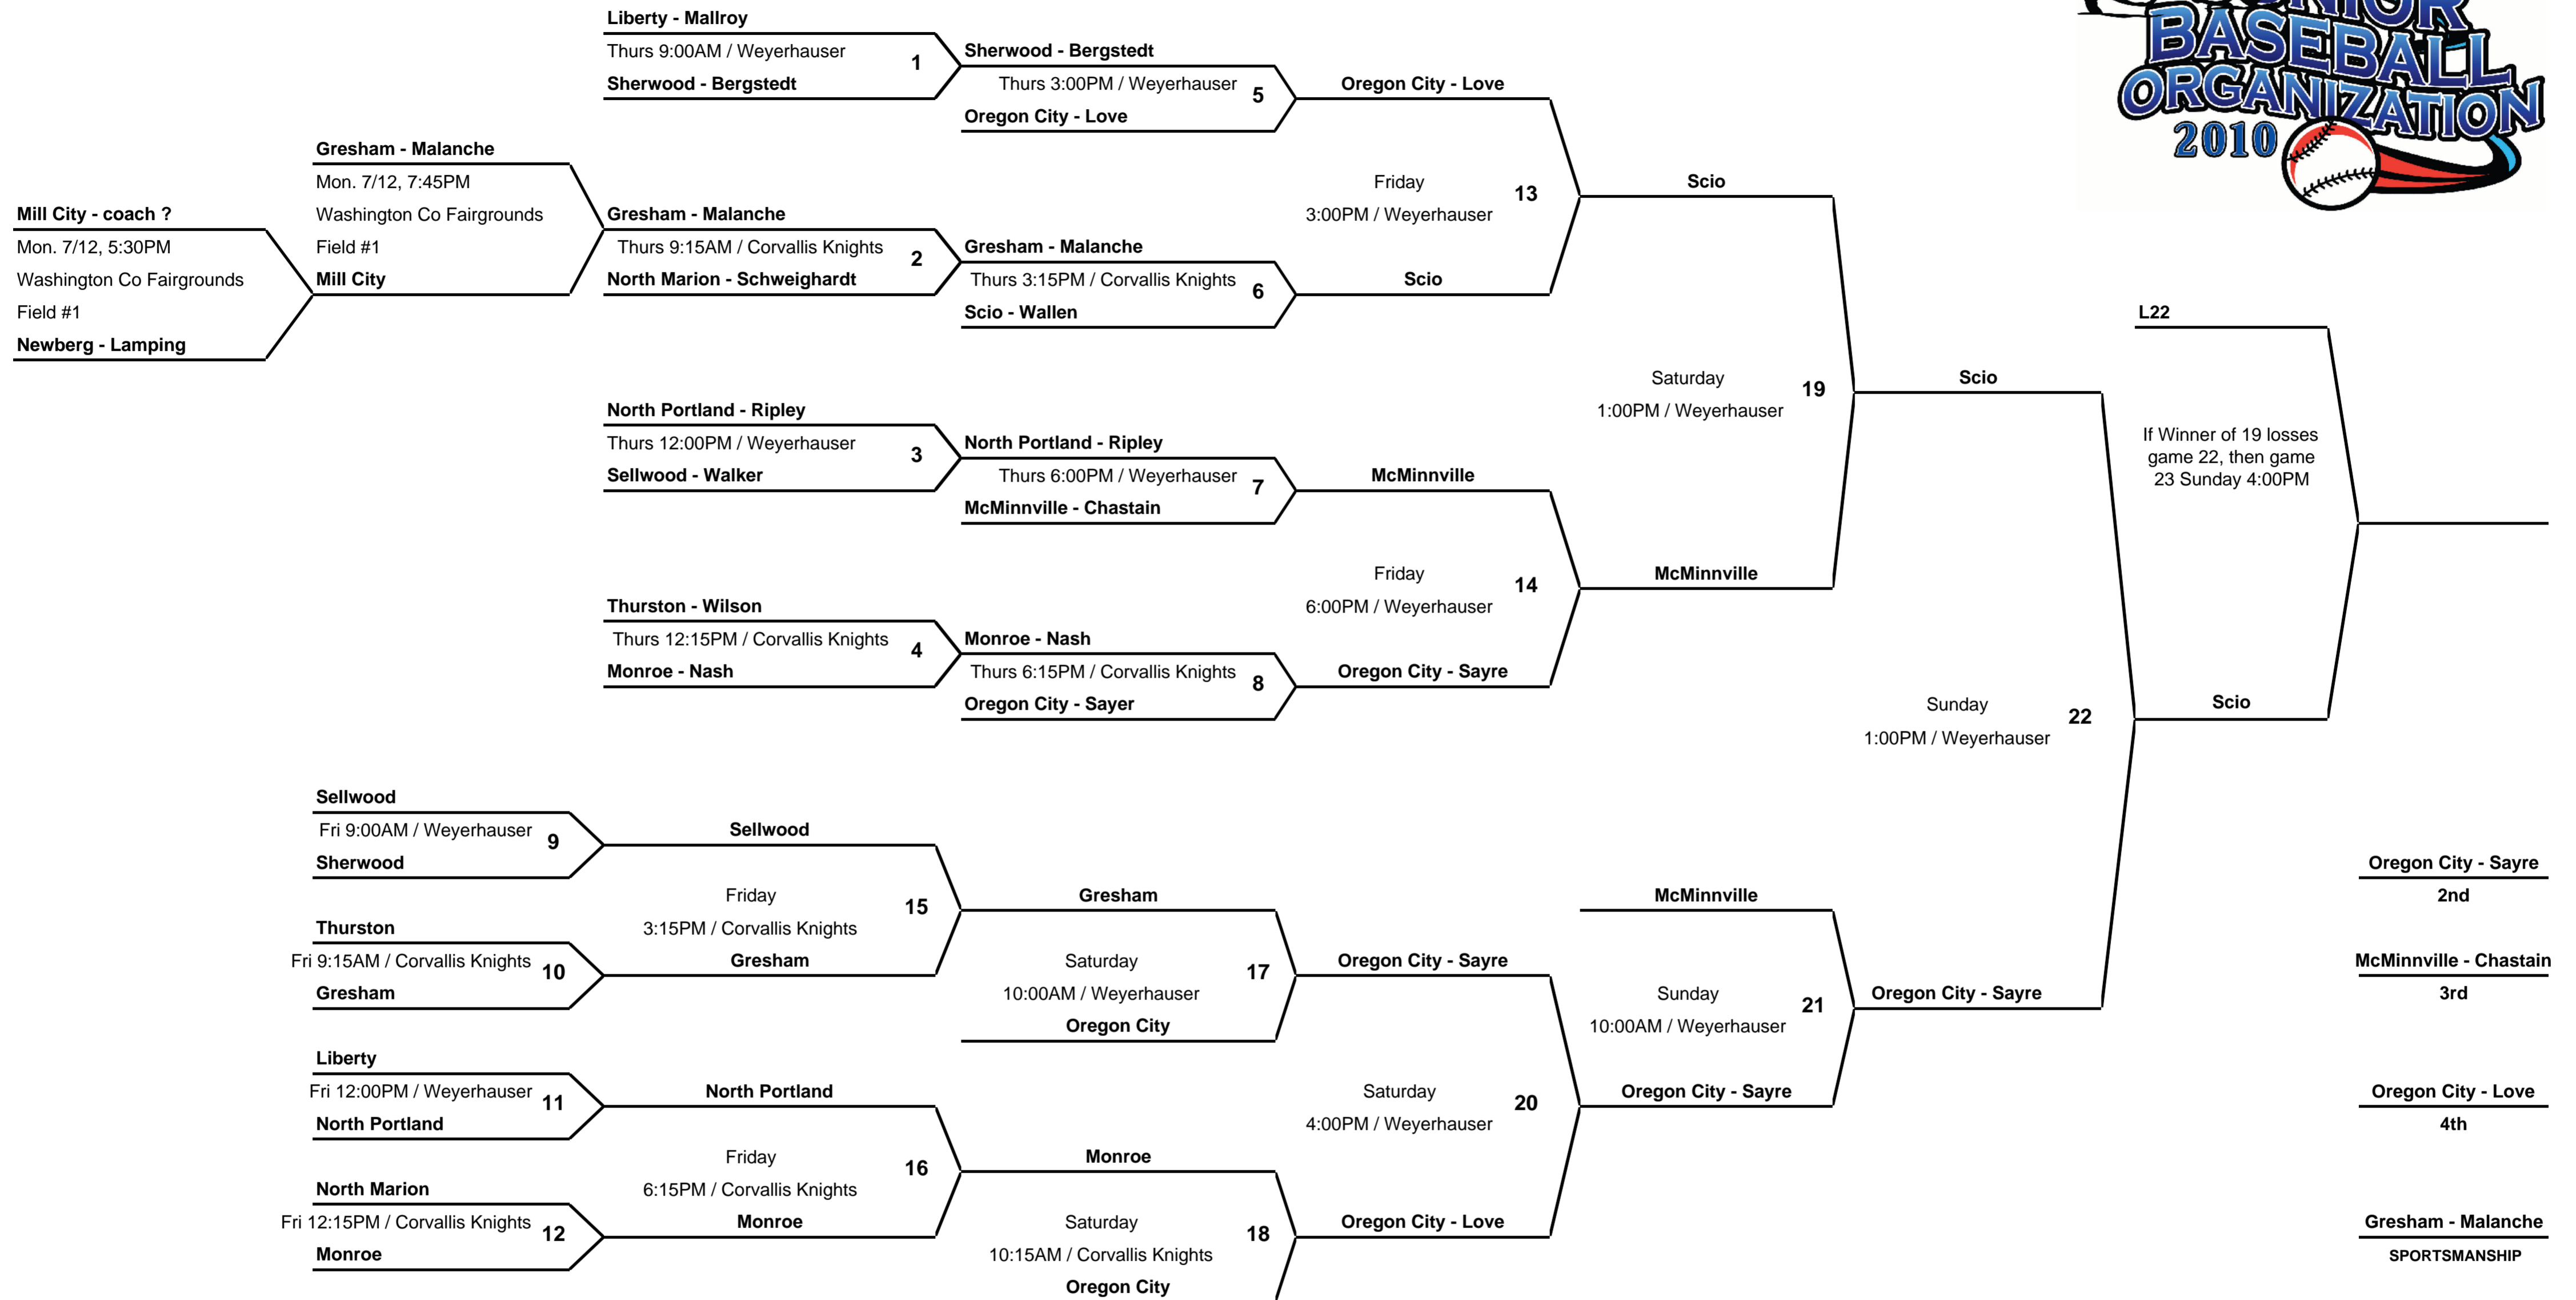 Liberty - Mallroy
Thurs 9:00AM / Weyerhauser
1
Sherwood - Bergstedt
Sherwood - Bergstedt
Thurs 3:00PM / Weyerhauser
5
Oregon City - Love
Oregon City - Love
BASEBALL
ORGANIZATION
2010
Gresham - Malanche
Mon. 7/12, 7:45PM
Washington Co Fairgrounds
Field #1
Mill City
Mill City - coach ?
Mon. 7/12, 5:30PM
Washington Co Fairgrounds
Field #1
Newberg - Lamping
Gresham - Malanche
Thurs 9:15AM / Corvallis Knights
2
North Marion - Schweighardt
Gresham - Malanche
Thurs 3:15PM / Corvallis Knights
6
Scio - Wallen
Friday
3:00PM / Weyerhauser
13
Scio
Scio
North Portland - Ripley
Thurs 12:00PM / Weyerhauser
3
Sellwood - Walker
North Portland - Ripley
Thurs 6:00PM / Weyerhauser
7
McMinnville - Chastain
McMinnville
Thurston - Wilson
Thurs 12:15PM / Corvallis Knights
4
Monroe - Nash
Monroe - Nash
Thurs 6:15PM / Corvallis Knights
8
Oregon City - Sayer
Friday
6:00PM / Weyerhauser
14
Oregon City - Sayre
McMinnville
Saturday
1:00PM / Weyerhauser
19
Scio
L22
If Winner of 19 losses
game 22, then game
23 Sunday 4:00PM
Sunday
1:00PM / Weyerhauser
22
Scio
Sellwood
Fri 9:00AM / Weyerhauser
9
Sherwood
Sellwood
Thurston
Fri 9:15AM / Corvallis Knights
10
Gresham
Friday
3:15PM / Corvallis Knights
15
Gresham
Gresham
Saturday
10:00AM / Weyerhauser
17
Oregon City
Oregon City - Sayre
Liberty
Fri 12:00PM / Weyerhauser
11
North Portland
North Portland
North Marion
Fri 12:15PM / Corvallis Knights
12
Monroe
Friday
6:15PM / Corvallis Knights
16
Monroe
Monroe
Saturday
10:15AM / Corvallis Knights
18
Oregon City
Saturday
4:00PM / Weyerhauser
20
Oregon City - Love
McMinnville
Sunday
10:00AM / Weyerhauser
21
Oregon City - Sayre
Oregon City - Sayre
Oregon City - Sayre
2nd
McMinnville - Chastain
3rd
Oregon City - Love
4th
Gresham - Malanche
SPORTSMANSHIP